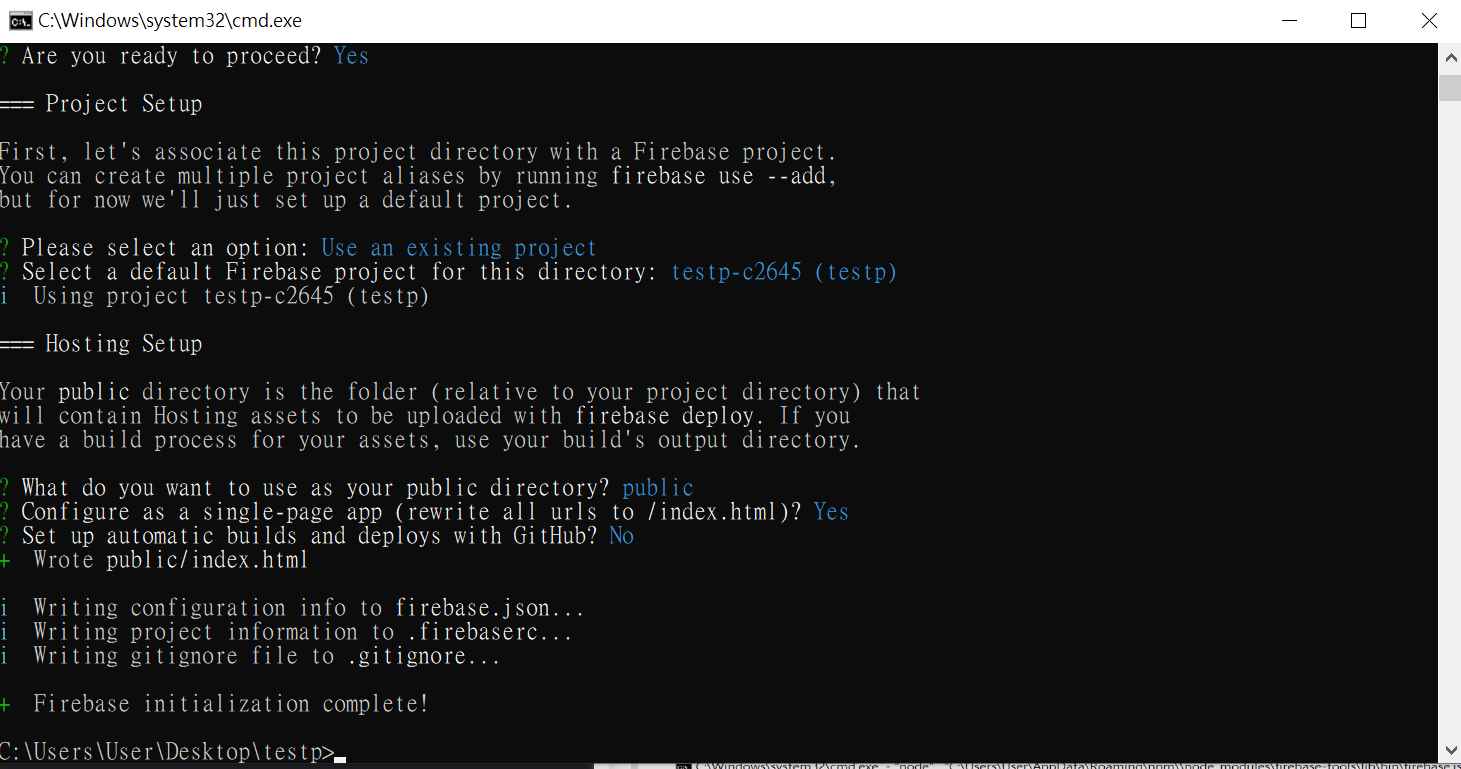 C:\Windows\system32\cmd.exe
? Are you ready to proceed? Yes
=== Project Setup
First, let's associate this project directory with a Firebase project.
You can create multiple project aliases by running firebase use --add,
but for now we'll just set up a default project.
? Please select an option: Use an existing project
? Select a default Firebase project for this directory: testp-c2645 (testp)
i  Using project testp-c2645 (testp)
=== Hosting Setup
Your public directory is the folder (relative to your project directory) that
will contain Hosting assets to be uploaded with firebase deploy. If you
have a build process for your assets, use your build's output directory.
? What do you want to use as your public directory? public
? Configure as a single-page app (rewrite all urls to /index.html)? Yes
? Set up automatic builds and deploys with GitHub? No
+  Wrote public/index.html
i  Writing configuration info to firebase.json...
i  Writing project information to .firebaserc...
i  Writing gitignore file to .gitignore...
+  Firebase initialization complete!
C:\Users\User\Desktop\testp>